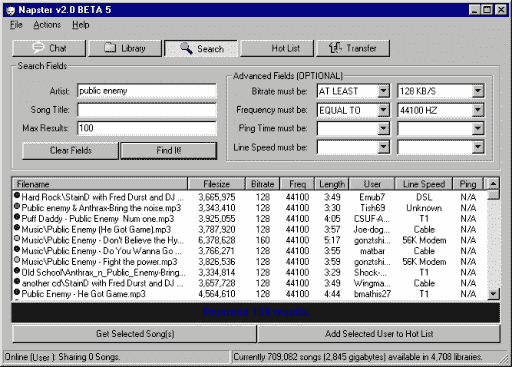 Napster v2.0 BETA 5
File Actions Help
Chat Library Search Hot List Transfer
Search Fields
Advanced Fields (OPTIONAL)
Artist: public enemy
Bitrate must be: AT LEAST 128 KB/S
Song Title:
Frequency must be: EQUAL TO 44100 HZ
Max Results: 100
Ping Time must be:
Clear Fields Find It!
Line Speed must be:
Filename Filesize Bitrate Freq Length User Line Speed Ping
Hard Rock\StainD with Fred Durst and DJ ... 3,665,975 128 44100 3:49 Emub7 DSL N/A
Public enemy & Anthrax-Bring the noise.mp3 3,343,410 128 44100 3:30 Tish69 Unknown N/A
Puff Daddy - Public Enemy Num one.mp3 3,925,055 128 44100 4:05 CSUF-A... T1 N/A
Music\Public Enemy (He Got Game).mp3 3,787,920 128 44100 3:57 Joe-dog... Cable N/A
Music\Public Enemy - Don't Believe the Hy... 6,378,628 160 44100 5:17 gonztshi... 56K Modem N/A
Music\Public Enemy - Do You Wanna Go ... 3,766,271 128 44100 3:55 matbar Cable N/A
Music\Public Enemy - Fight the power.mp3 3,826,536 128 44100 3:59 gonztshi... 56K Modem N/A
Old School\Anthrax_n_Public_Enemy-Bring... 3,334,814 128 44100 3:29 Shock-... T1 N/A
another cd\StainD with Fred Durst and DJ ... 3,657,728 128 44100 3:49 Wingma... Cable N/A
Public Enemy - He Got Game.mp3 4,564,610 128 44100 4:44 bmathis27 T1 N/A
Returned 100 results.
Get Selected Song(s) Add Selected User to Hot List
Online (User): Sharing 0 Songs. Currently 709,082 songs (2,845 gigabytes) available in 4,708 libraries.